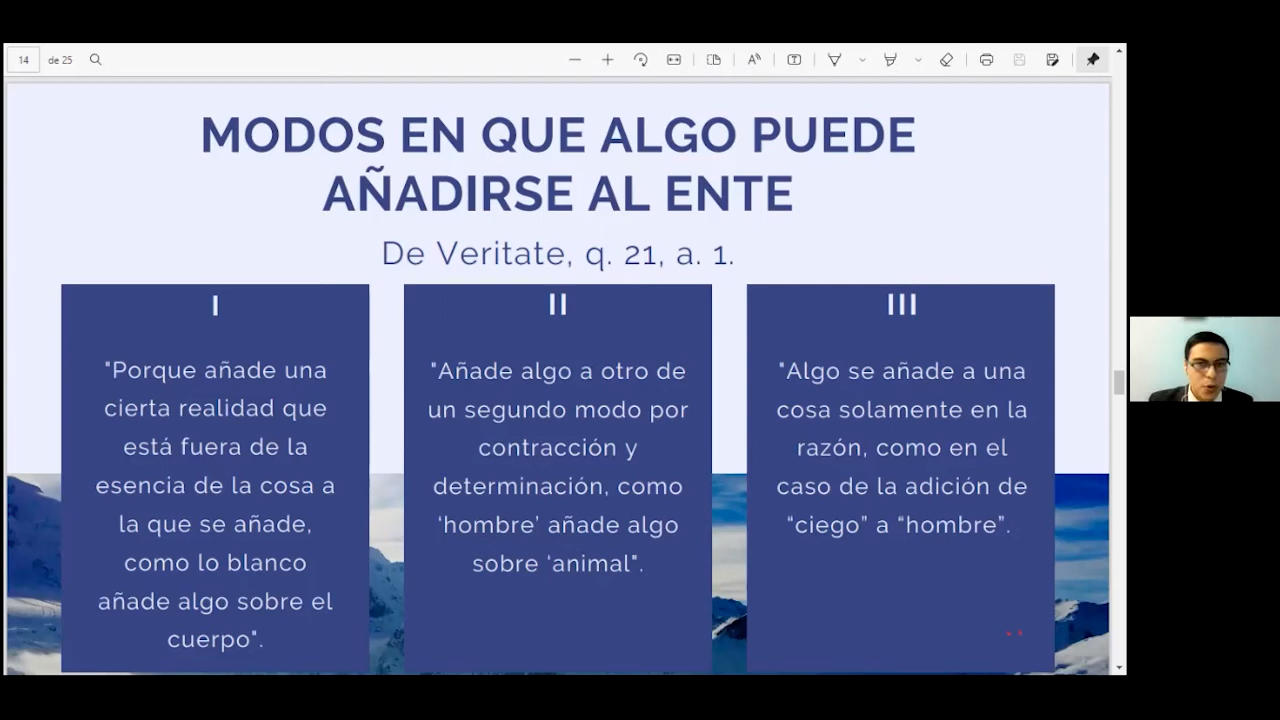 14 de 25
MODOS EN QUE ALGO PUEDE
AÑADIRSE AL ENTE
De Veritate, q. 21, a. 1.
I
"Porque añade una
cierta realidad que
está fuera de la
esencia de la cosa a
la que se añade,
como lo blanco
añade algo sobre el
cuerpo".
II
"Añade algo a otro de
un segundo modo por
contracción y
determinación, como
‘hombre’ añade algo
sobre ‘animal".
III
"Algo se añade a una
cosa solamente en la
razón, como en el
caso de la adición de
“ciego” a “hombre”.